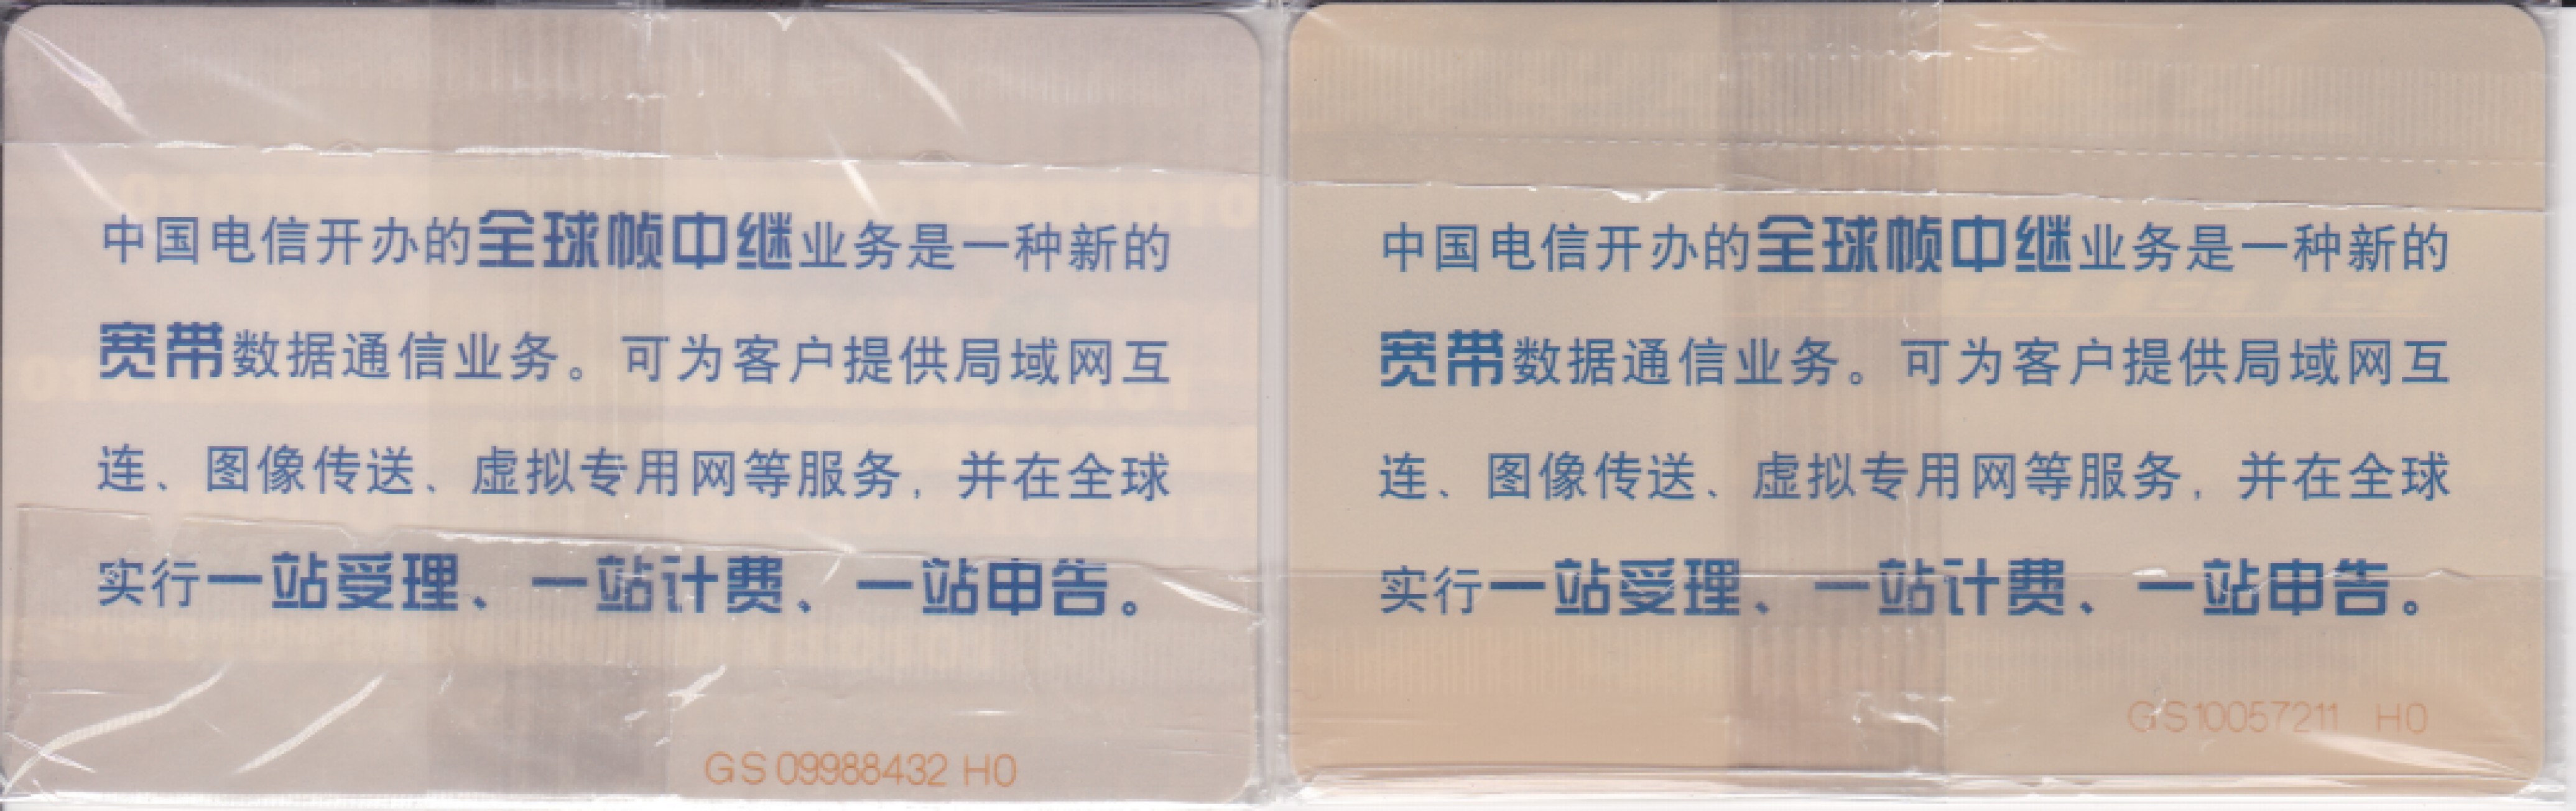 中国电信开办的全球帧中继业务是一种新的
宽带数据通信业务。可为客户提供局域网互
连、图像传送、虚拟专用网等服务，并在全球
实行一站受理、一站计费、一站申告。
GS 09988432 H0
中国电信开办的全球帧中继业务是一种新的
宽带数据通信业务。可为客户提供局域网互
连、图像传送、虚拟专用网等服务，并在全球
实行一站受理、一站计费、一站申告。
GS10057211 H0